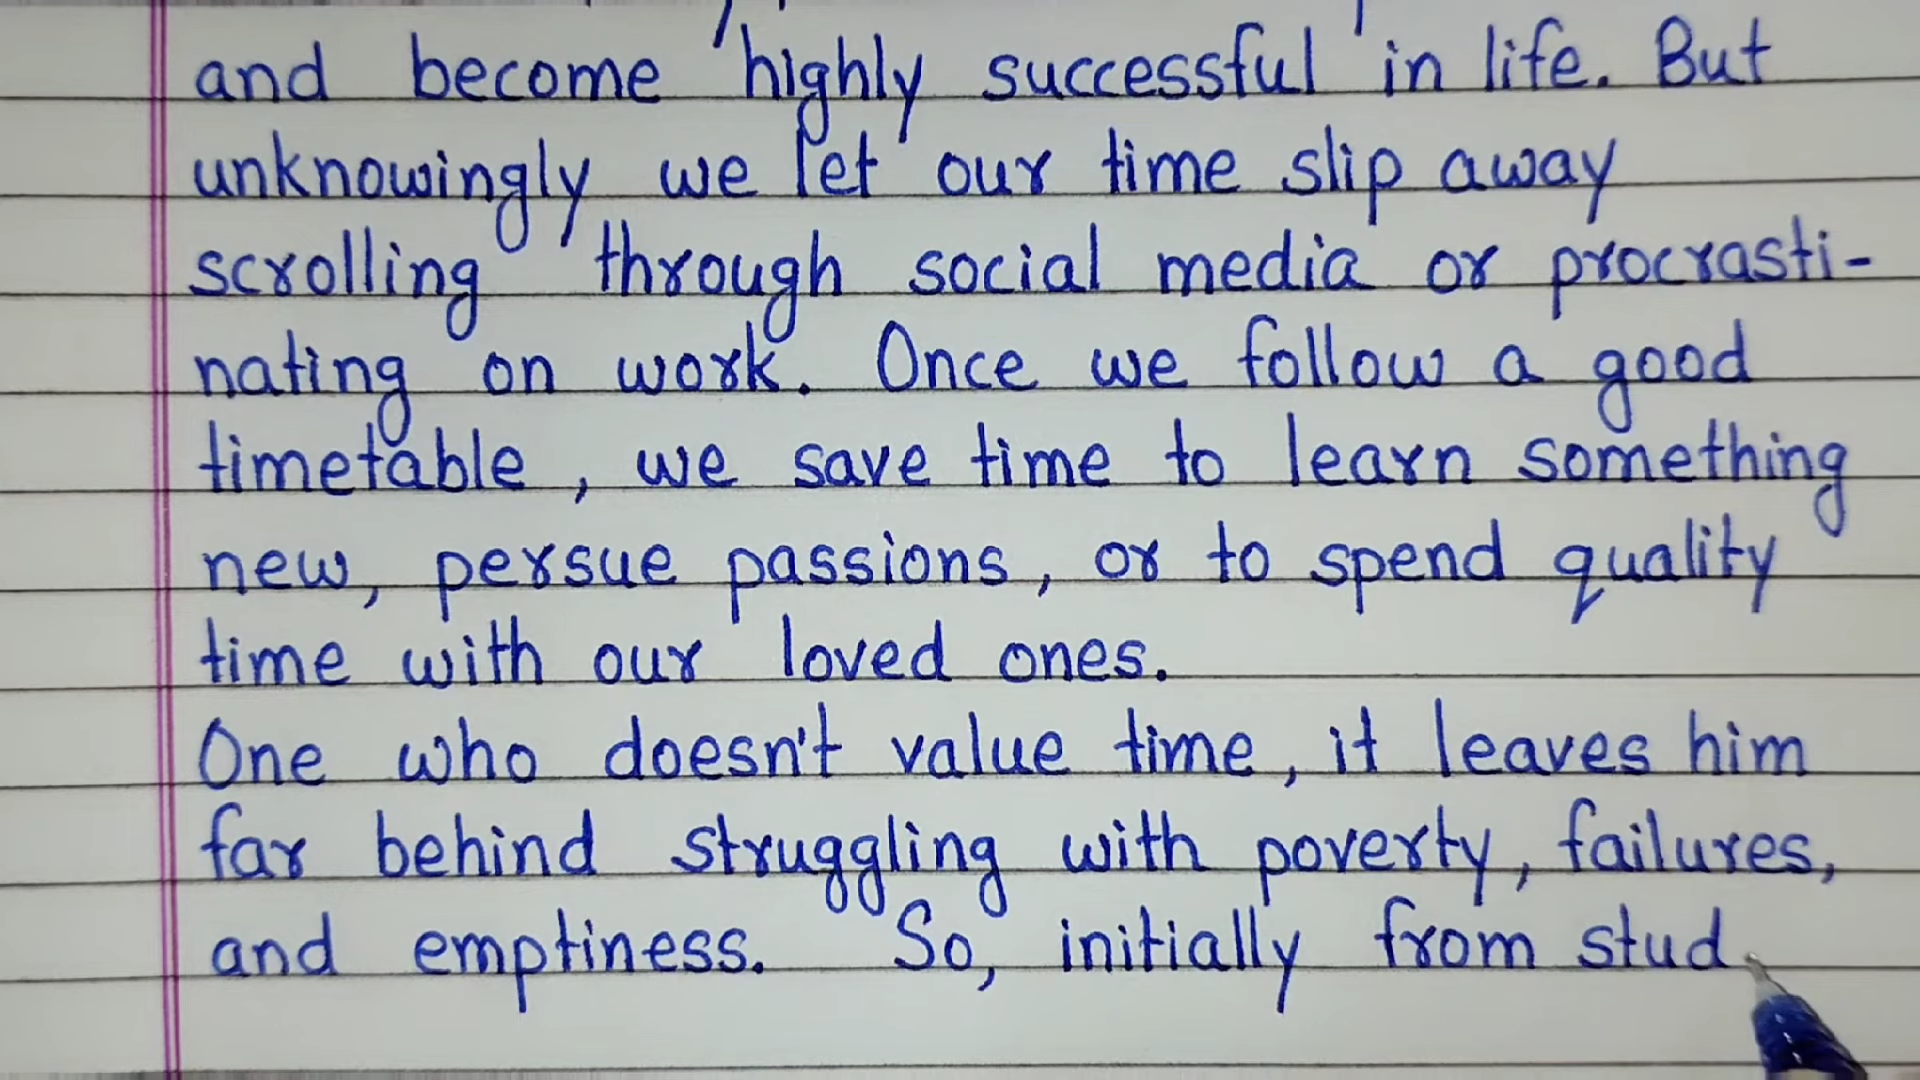 and become highly successful in life. But
unknowingly we let our time slip away
scrolling through social media or procrasti-
nating on work. Once we follow a good
timetable, we save time to learn something
new, persue passions, or to spend quality
time with our loved ones.
One who doesn't value time, it leaves him
far behind struggling with poverty, failures,
and emptiness. So, initially from stud